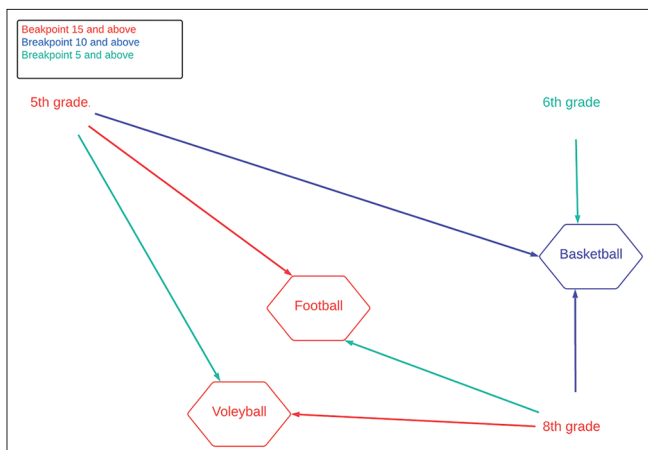 Beakpoint 15 and above
Breakpoint 10 and above
Breakpoint 5 and above
5th grade.
6th grade
Basketball
Football
Voleyball
8th grade